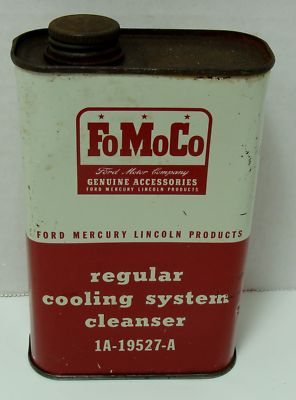 FoMoCo
Ford Motor Company
GENUINE ACCESSORIES
FORD MERCURY LINCOLN PRODUCTS
FORD MERCURY LINCOLN PRODUCTS
regular
cooling system
cleanser
1A-19527-A